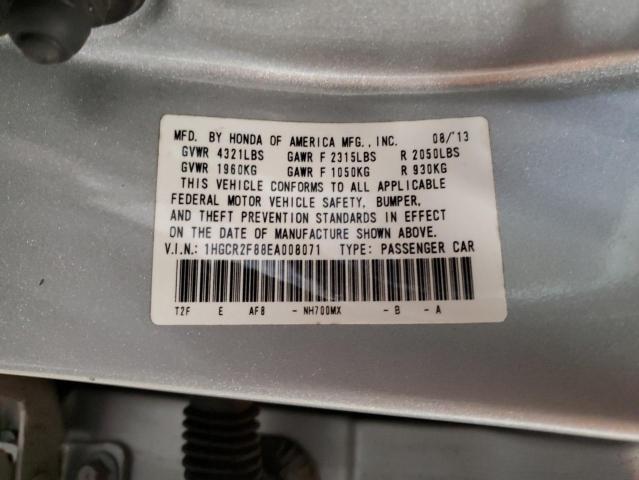 MFD. BY HONDA OF AMERICA MFG., INC. 08/'13
GVWR 4321LBS GAWR F 2315LBS R 2050LBS
GVWR 1960KG GAWR F 1050KG R 930KG
THIS VEHICLE CONFORMS TO ALL APPLICABLE
FEDERAL MOTOR VEHICLE SAFETY, BUMPER,
AND THEFT PREVENTION STANDARDS IN EFFECT
ON THE DATE OF MANUFACTURE SHOWN ABOVE.
V.I.N.: 1HGCR2F88EA008071 TYPE: PASSENGER CAR
T2F E AF8 - NH700MX - B - A